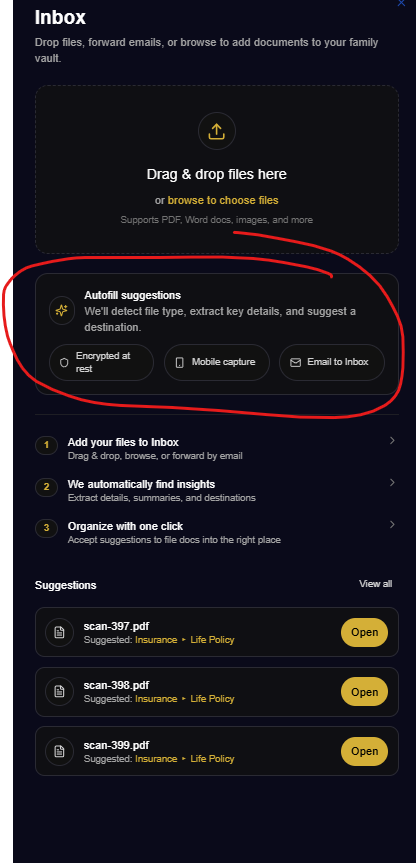 Inbox
Drop files, forward emails, or browse to add documents to your family
vault.
Drag & drop files here
or browse to choose files
Supports PDF, Word docs, images, and more
Autofill suggestions
We'll detect file type, extract key details, and suggest a
destination.
Encrypted at
rest
Mobile capture
Email to Inbox
1
Add your files to Inbox
Drag & drop, browse, or forward by email
2
We automatically find insights
Extract details, summaries, and destinations
3
Organize with one click
Accept suggestions to file docs into the right place
Suggestions
View all
scan-397.pdf
Suggested: Insurance ‣ Life Policy
Open
scan-398.pdf
Suggested: Insurance ‣ Life Policy
Open
scan-399.pdf
Suggested: Insurance ‣ Life Policy
Open